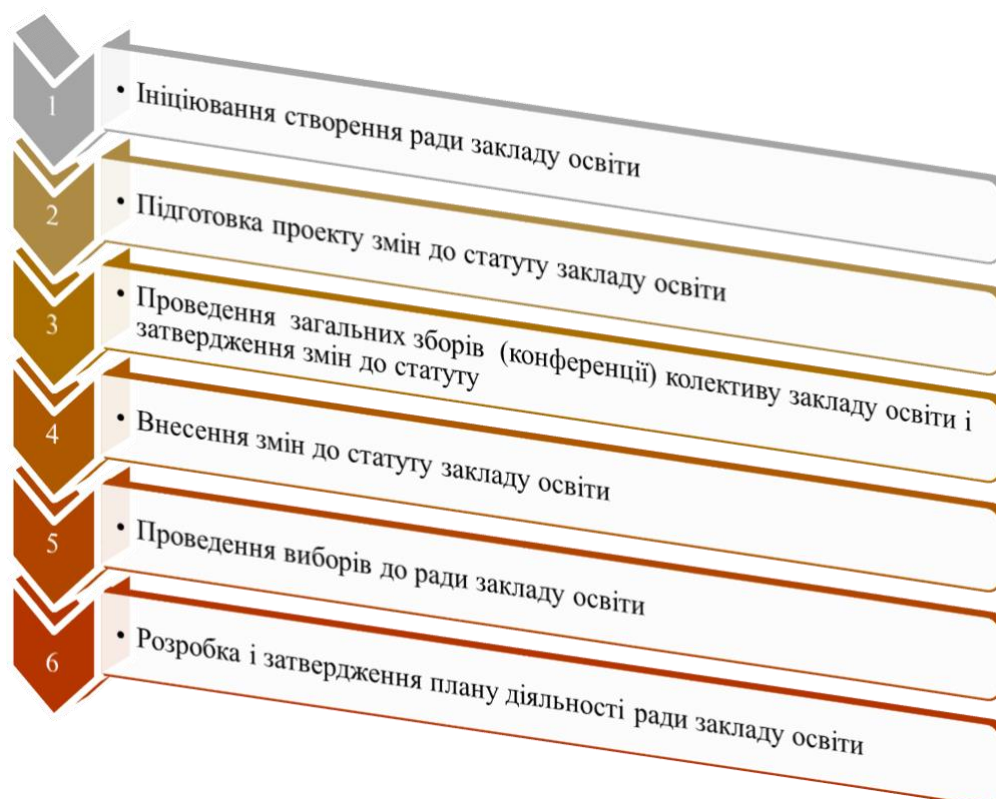 1
• Ініціювання створення ради закладу освіти
2
• Підготовка проекту змін до статуту закладу освіти
3
• Проведення загальних зборів (конференції) колективу закладу освіти і
затвердження змін до статуту
4
• Внесення змін до статуту закладу освіти
5
• Проведення виборів до ради закладу освіти
6
• Розробка і затвердження плану діяльності ради закладу освіти